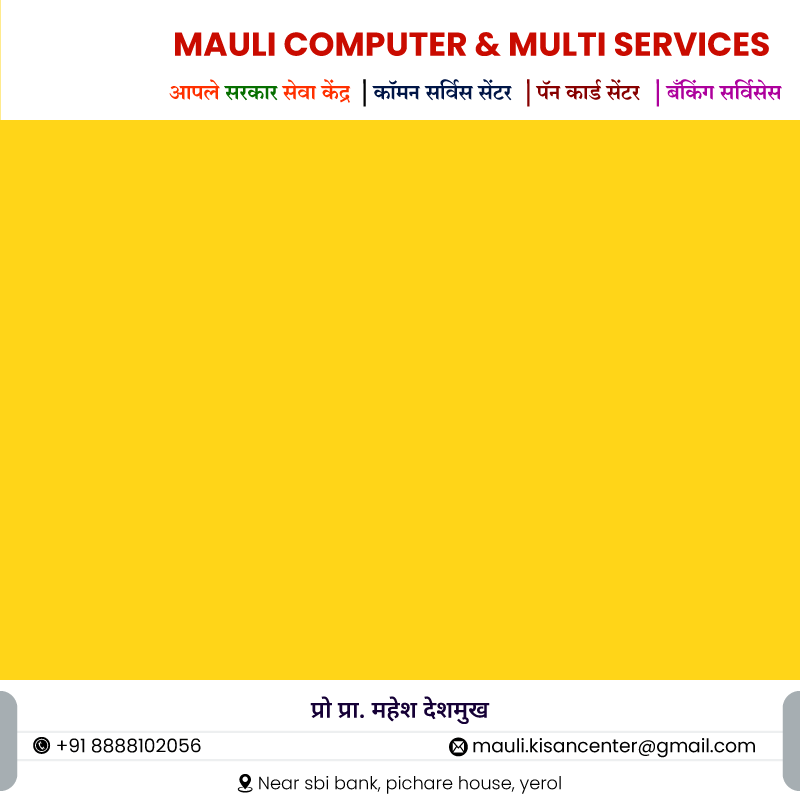 MAULI COMPUTER & MULTI SERVICES
आपले सरकार सेवा केंद्र | कॉमन सर्विस सेंटर | पॅन कार्ड सेंटर | बँकिंग सर्विसेस
प्रो प्रा. महेश देशमुख
+91 8888102056 mauli.kisancenter@gmail.com
Near sbi bank, pichare house, yerol